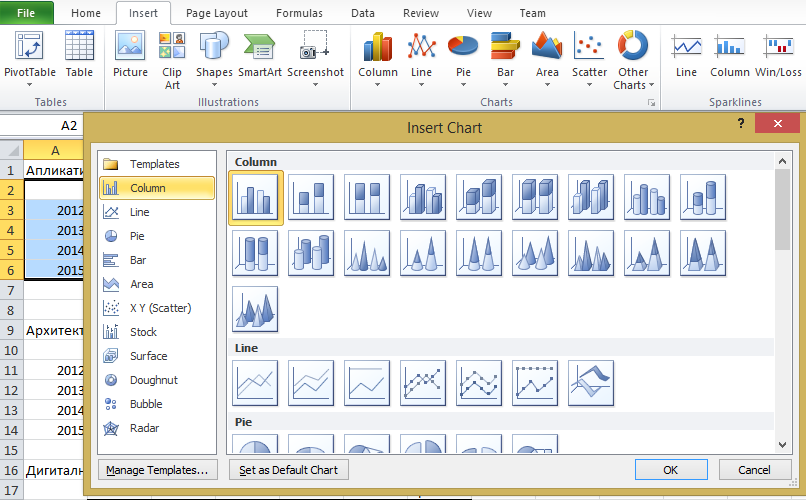 File Home Insert Page Layout Formulas Data Review View Team
PivotTable Table Picture Clip Art Shapes SmartArt Screenshot Column Line Pie Bar Area Scatter Other Charts Line Column Win/Loss
Tables Illustrations Charts Sparklines
A2
Insert Chart
?
A
1
2
3 2012
4 2013
5 2014
6 2015
7
8
9
10
11 2012
12 2013
13 2014
14 2015
15
16
17
Templates
Column
Line
Pie
Bar
Area
X Y (Scatter)
Stock
Surface
Doughnut
Bubble
Radar
Column
Line
Pie
Manage Templates... Set as Default Chart OK Cancel